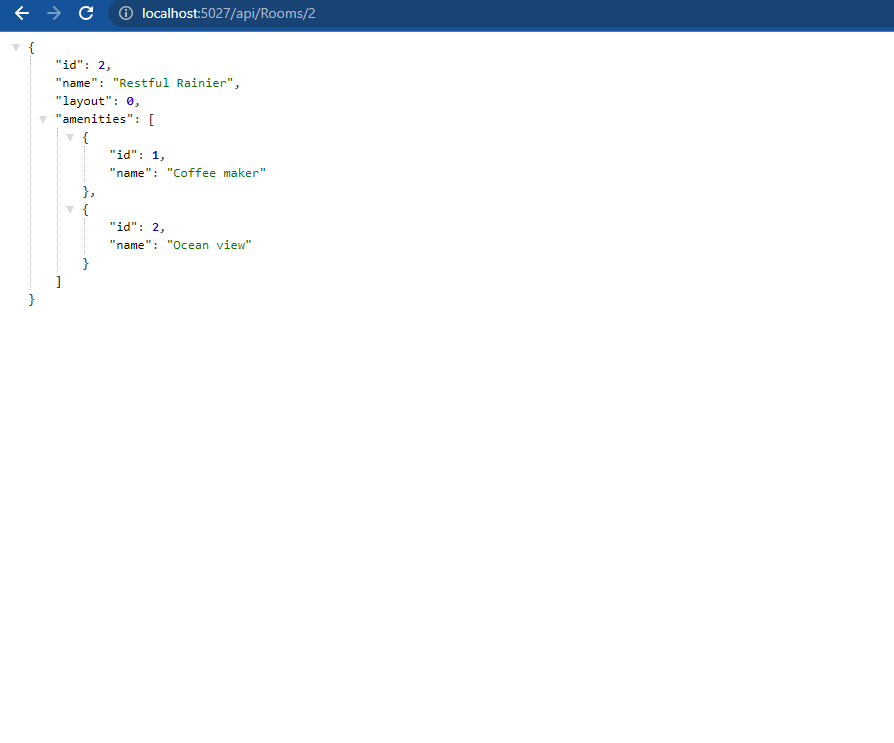 localhost:5027/api/Rooms/2
{
"id": 2,
"name": "Restful Rainier",
"layout": 0,
"amenities": [
{
"id": 1,
"name": "Coffee maker"
},
{
"id": 2,
"name": "Ocean view"
}
]
}